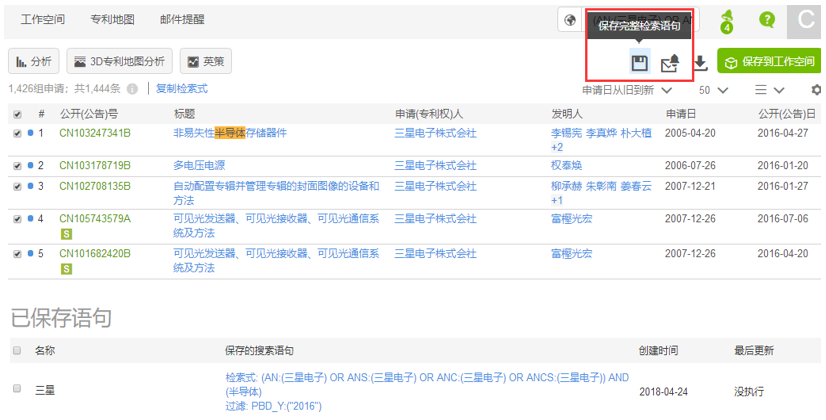 工作空间 专利地图 邮件提醒 (AN:(三星电子) OR AN 4 ? C
保存完整检索语句
分析 3D专利地图分析 英策 保存到工作空间
1,426组申请；共1,444条 i | 复制检索式 申请日从旧到新 50
# 公开(公告)号 标题 申请(专利权)人 发明人 申请日 公开(公告)日
1 CN103247341B 非易失性半导体存储器件 三星电子株式会社 李锡宪 李真烨 朴大植 2005-04-20 2016-04-27
+2
2 CN103178719B 多电压电源 三星电子株式会社 权奉焕 2006-07-26 2016-01-20
3 CN102708135B 自动配置专辑并管理专辑的封面图像的设备和 三星电子株式会社 柳承赫 朱彰南 姜春云 2007-12-21 2016-01-27
方法 +1
4 CN105743579A 可见光发送器、可见光接收器、可见光通信系 三星电子株式会社 富樫光宏 2007-12-26 2016-07-06
S 统及方法
5 CN101682420B 可见光发送器、可见光接收器、可见光通信系 三星电子株式会社 富樫光宏 2007-12-26 2016-04-20
S 统及方法
已保存语句
名称 保存的搜索语句 创建时间 最后更新
三星 检索式: (AN:(三星电子) OR ANS:(三星电子) OR ANC:(三星电子) OR ANCS:(三星电子)) AND 2018-04-24 没执行
(半导体)
过滤: PBD_Y:("2016")